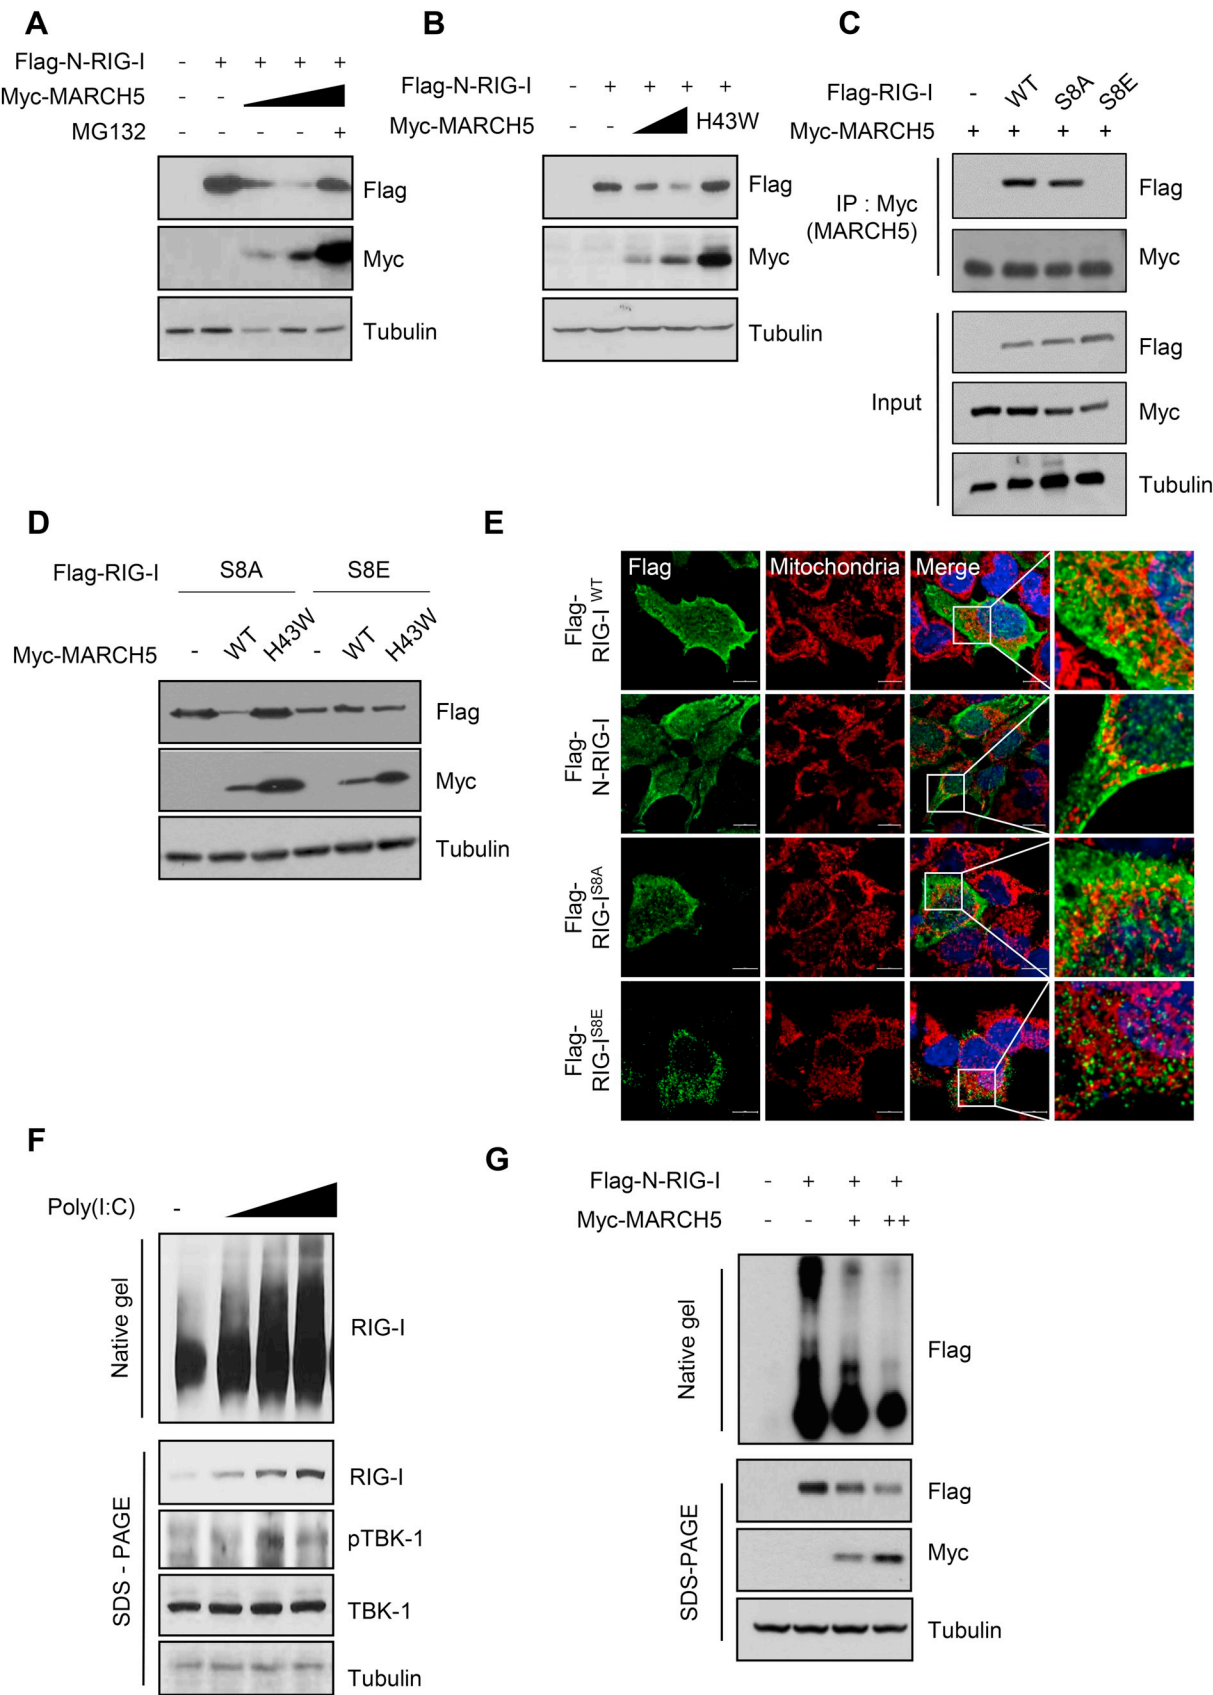 A
Flag-N-RIG-I - + + + +
Myc-MARCH5 - -
MG132 - - - - +
Flag
Myc
Tubulin
B
Flag-N-RIG-I - + + + +
Myc-MARCH5 - - H43W
Flag
Myc
Tubulin
C
Flag-RIG-I - WT S8A S8E
Myc-MARCH5 + + + +
IP : Myc
(MARCH5)
Flag
Myc
Input
Flag
Myc
Tubulin
D
Flag-RIG-I S8A S8E
Myc-MARCH5 - WT H43W - WT H43W
Flag
Myc
Tubulin
E
Flag Mitochondria Merge
Flag-
RIG-I WT
Flag-
N-RIG-I
Flag-
RIG-I S8A
Flag-
RIG-I S8E
F
Poly(I:C) -
Native gel
RIG-I
SDS - PAGE
RIG-I
pTBK-1
TBK-1
Tubulin
G
Flag-N-RIG-I - + + +
Myc-MARCH5 - - + ++
Native gel
Flag
SDS-PAGE
Flag
Myc
Tubulin